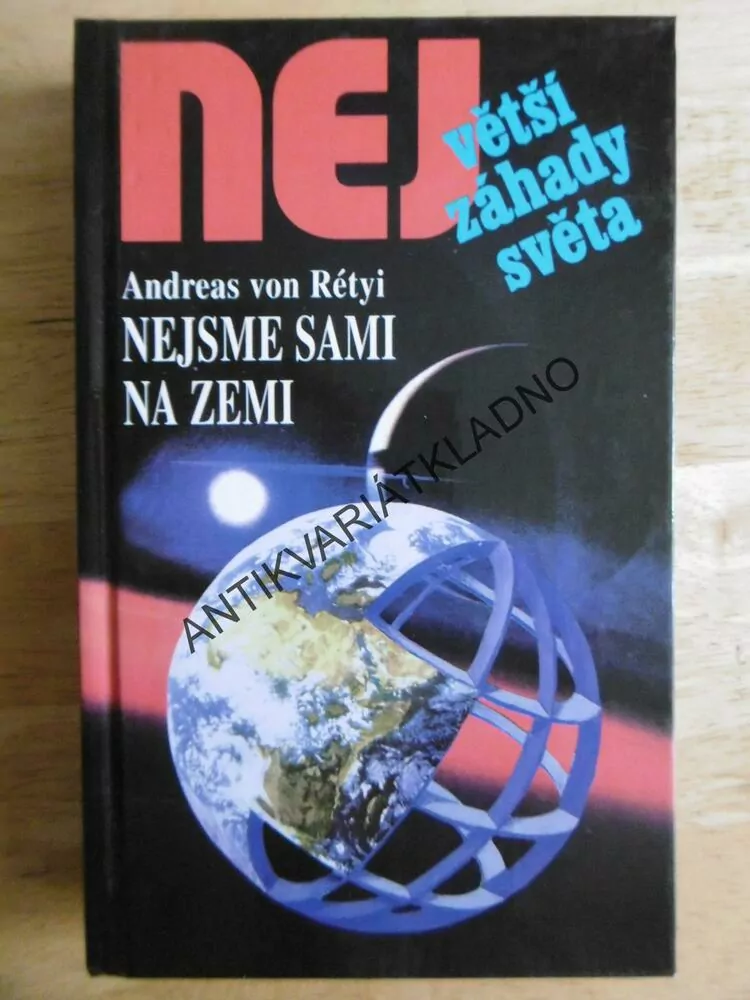 NEJ
větší
záhady
světa
Andreas von Rétyi
NEJSME SAMI
NA ZEMI
ANTIKVARIÁTKLADNO